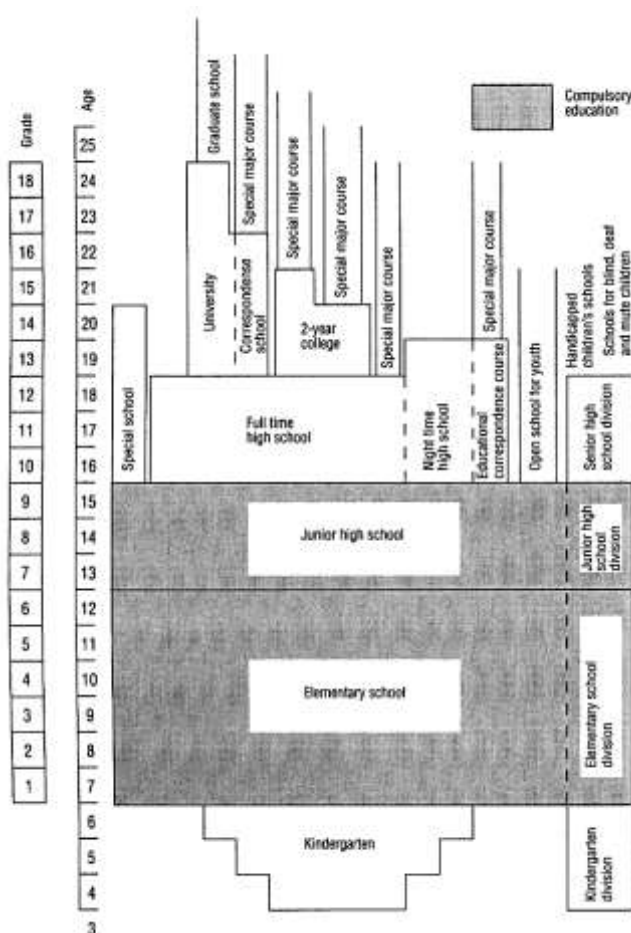 Grade
18
17
16
15
14
13
12
11
10
9
8
7
6
5
4
3
2
1
Age
25
24
23
22
21
20
19
18
17
16
15
14
13
12
11
10
9
8
7
6
5
4
3
Compulsory
education
Graduate school
Special major course
Special major course
Special major course
Special major course
Special major course
University
Correspondense
school
2-year
college
Special school
Full time
high school
Night time
high school
Educational
correspondence course
Open school for youth
Handicapped
children's schools
Schools for blind, deaf
and mute children
Senior high
school division
Junior high school
Junior high
school
division
Elementary school
Elementary school
division
Kindergarten
Kindergarten
division